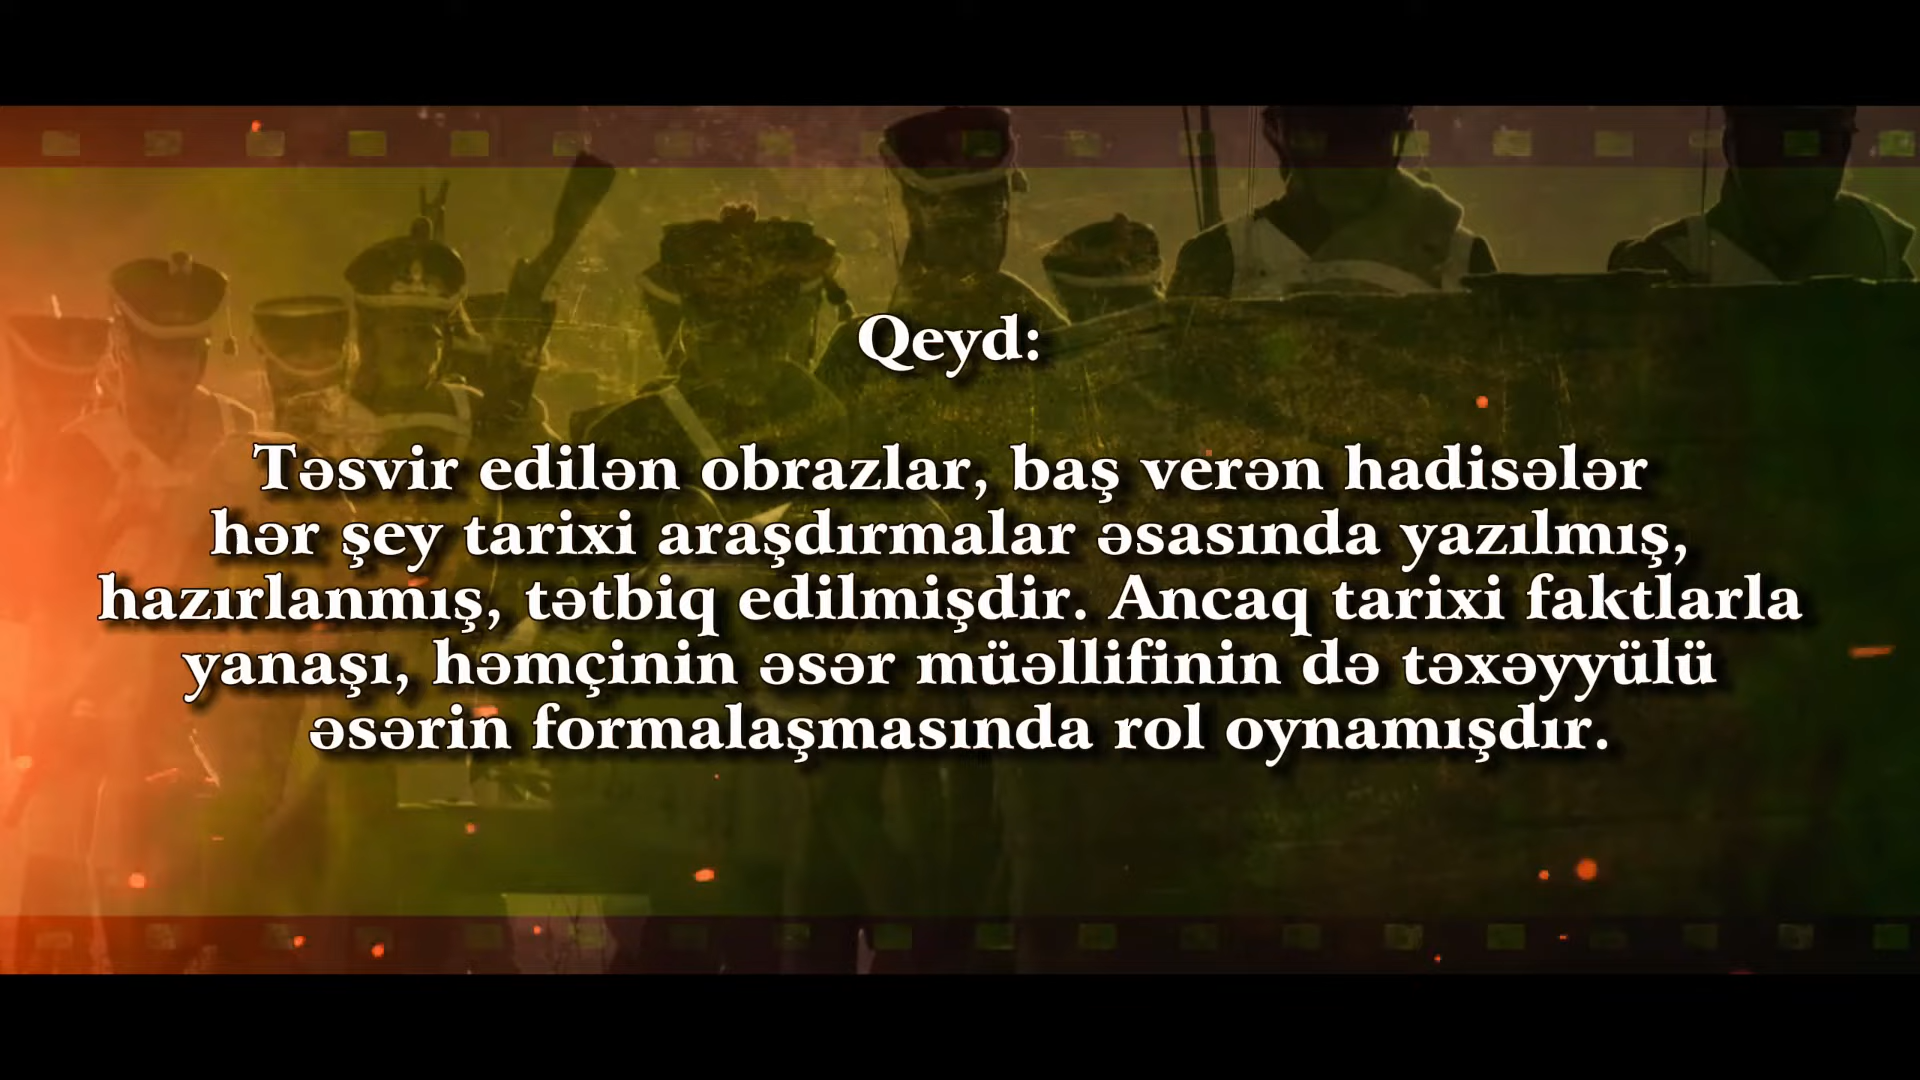 Qeyd:
Təsvir edilən obrazlar, baş verən hadisələr
hər şey tarixi araşdırmalar əsasında yazılmış,
hazırlanmış, tətbiq edilmişdir. Ancaq tarixi faktlarla
yanaşı, həmçinin əsər müəllifinin də təxəyyülü
əsərin formalaşmasında rol oynamışdır.